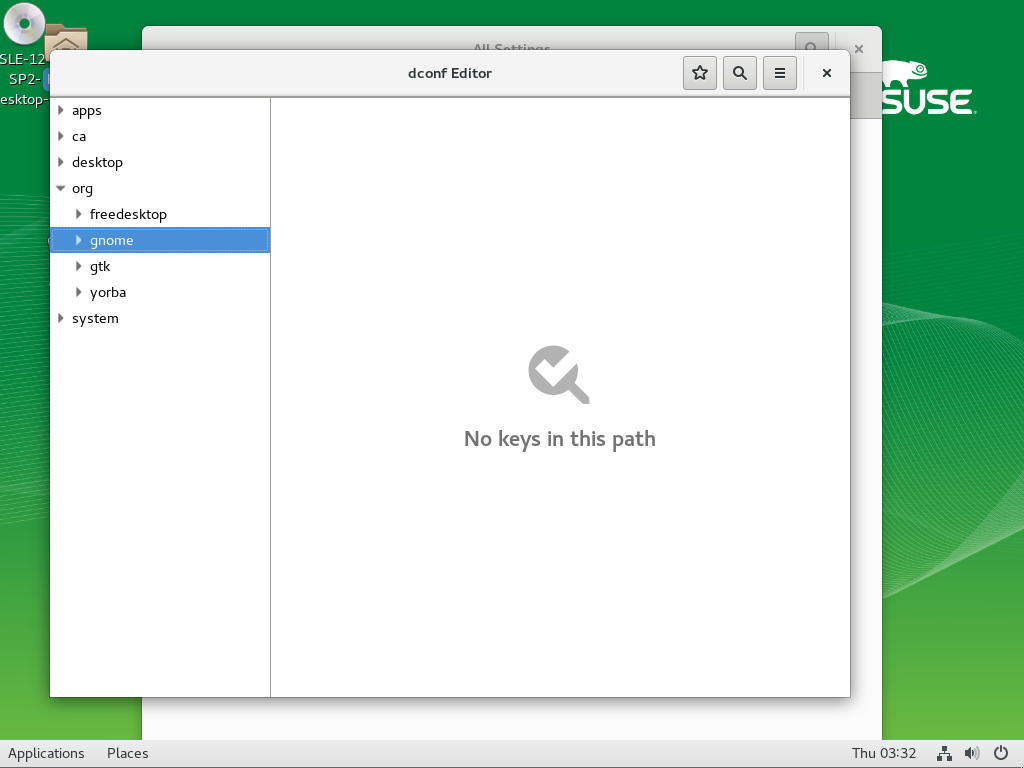 All Settings
SLE-12
SP2-
esktop-
SUSE
dconf Editor
apps
ca
desktop
org
freedesktop
gnome
gtk
yorba
system
No keys in this path
Applications
Places
Thu 03:32